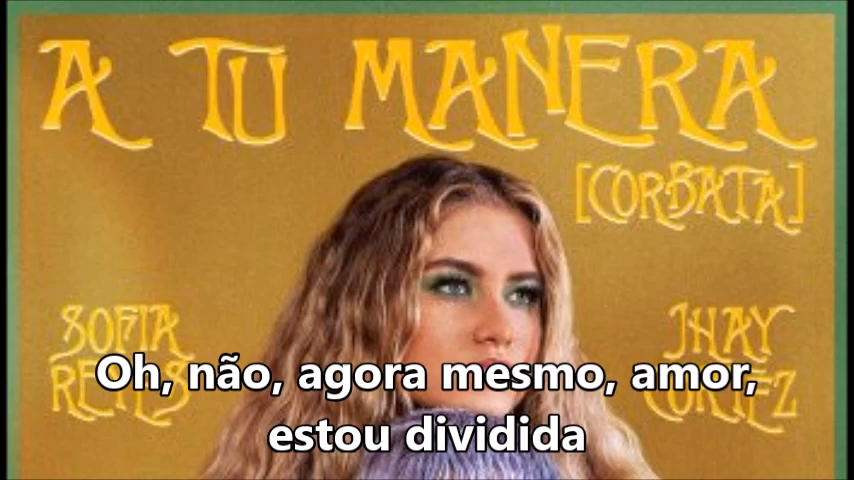 A TU MANERA
[CORBATA]
SOFIA
REYES
JHAY
CORTEZ
Oh, não, agora mesmo, amor,
estou dividida